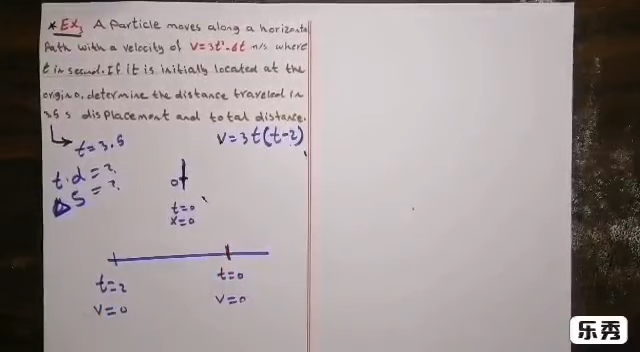 * Ex, A Particle moves along a horizonta
Path with a velocity of V=3t²-6t m/s where
t in second. If it is initially located at the
origin o, determine the distance traveled in
3.5 s displacement and total distance.
t=3.5
V=3t(t-2)
t.d=?
ΔS=?
0
t=0
x=0
t=2
V=0
t=0
V=0
乐秀